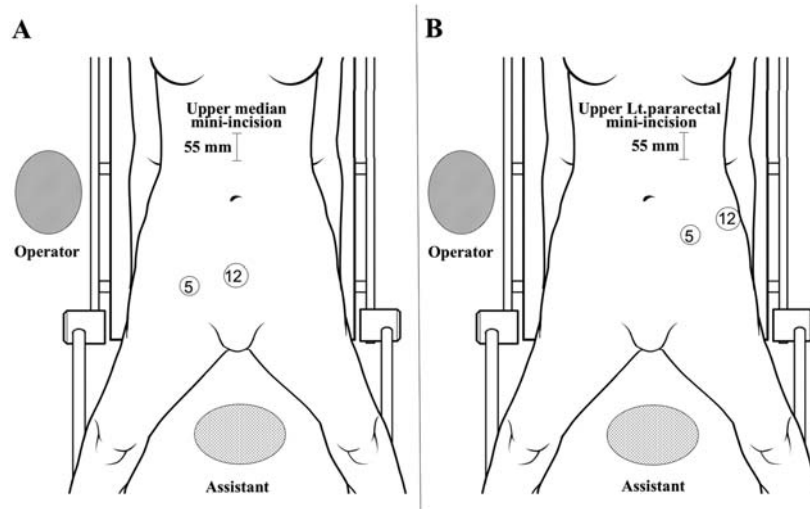 A
Upper median
mini-incision
55 mm
Operator
5
12
Assistant
B
Upper Lt.pararectal
mini-incision
55 mm
Operator
5
12
Assistant